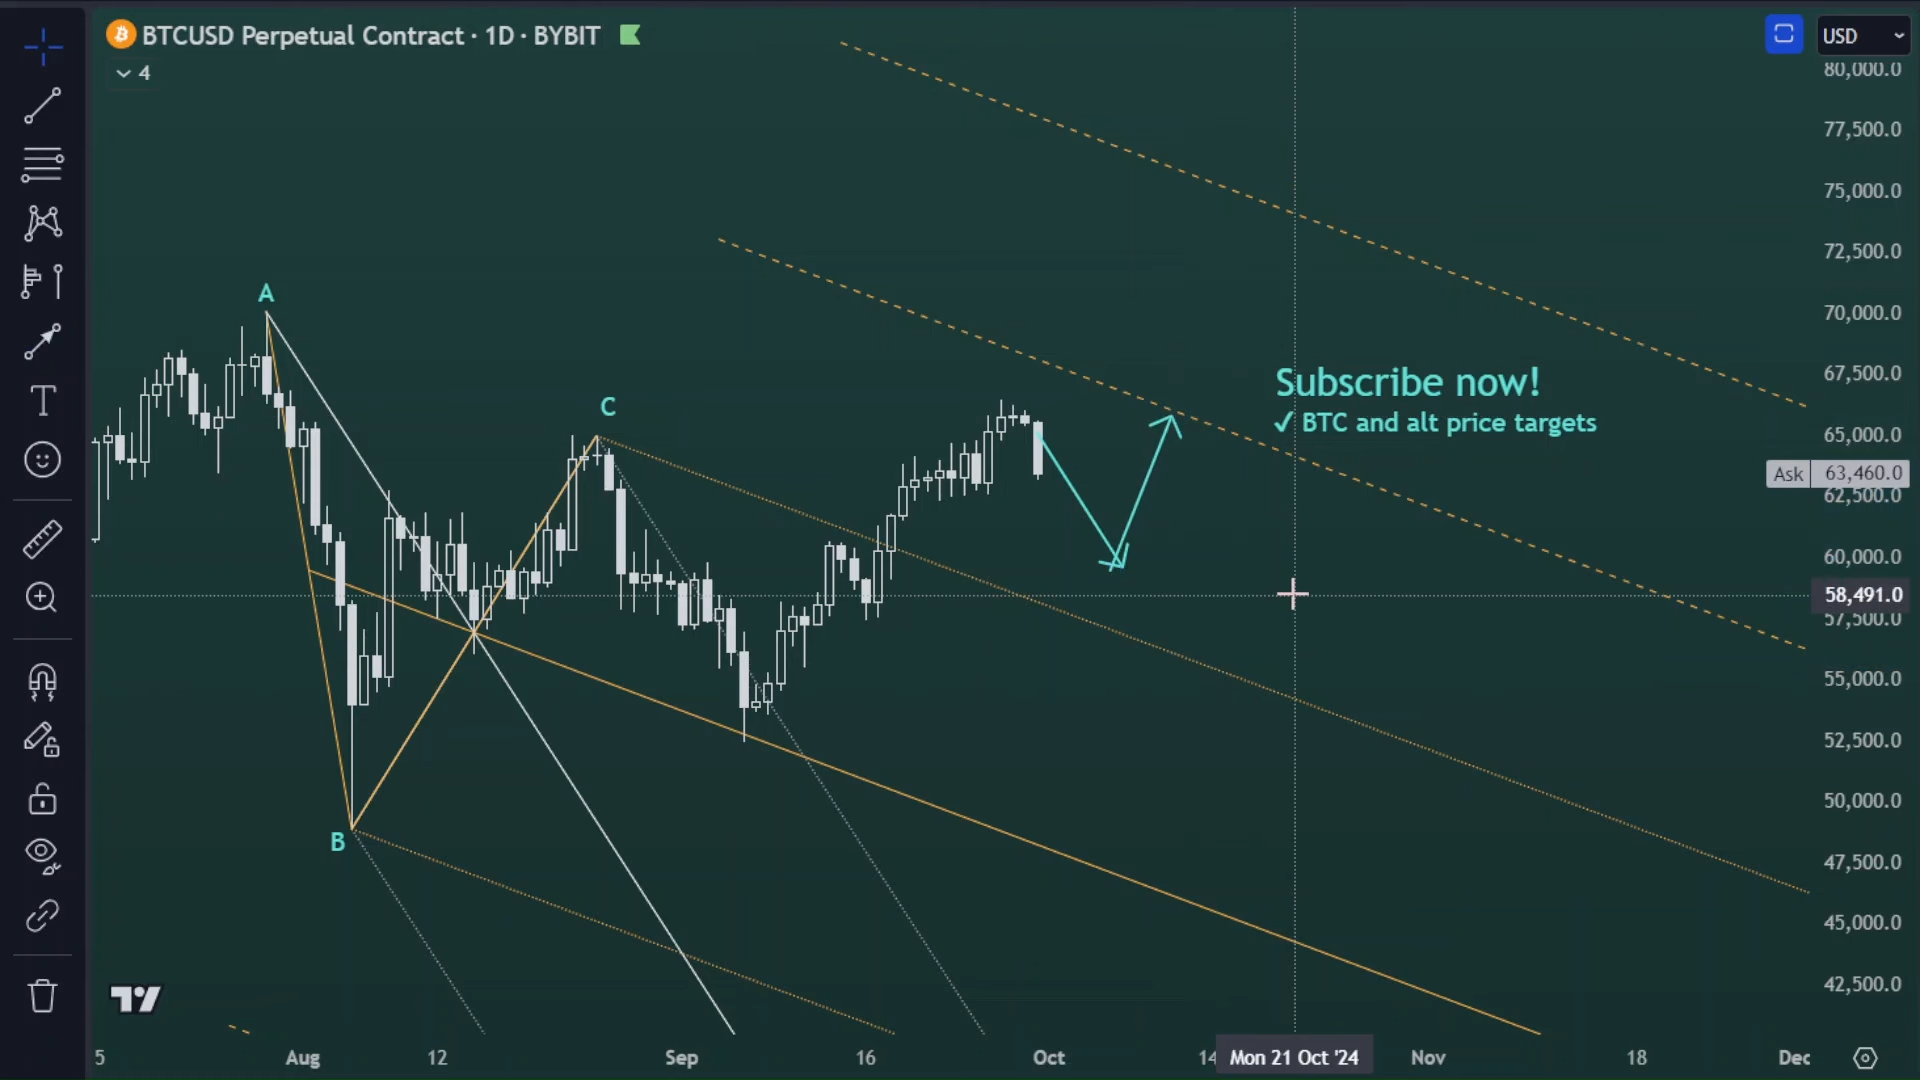 BTCUSD Perpetual Contract · 1D · BYBIT
4
USD
80,000.0
77,500.0
75,000.0
72,500.0
70,000.0
67,500.0
65,000.0
Ask 63,460.0
62,500.0
60,000.0
58,491.0
57,500.0
55,000.0
52,500.0
50,000.0
47,500.0
45,000.0
42,500.0
A
C
B
Subscribe now!
✓ BTC and alt price targets
5 Aug 12 Sep 16 Oct 14 Mon 21 Oct '24 Nov 18 Dec